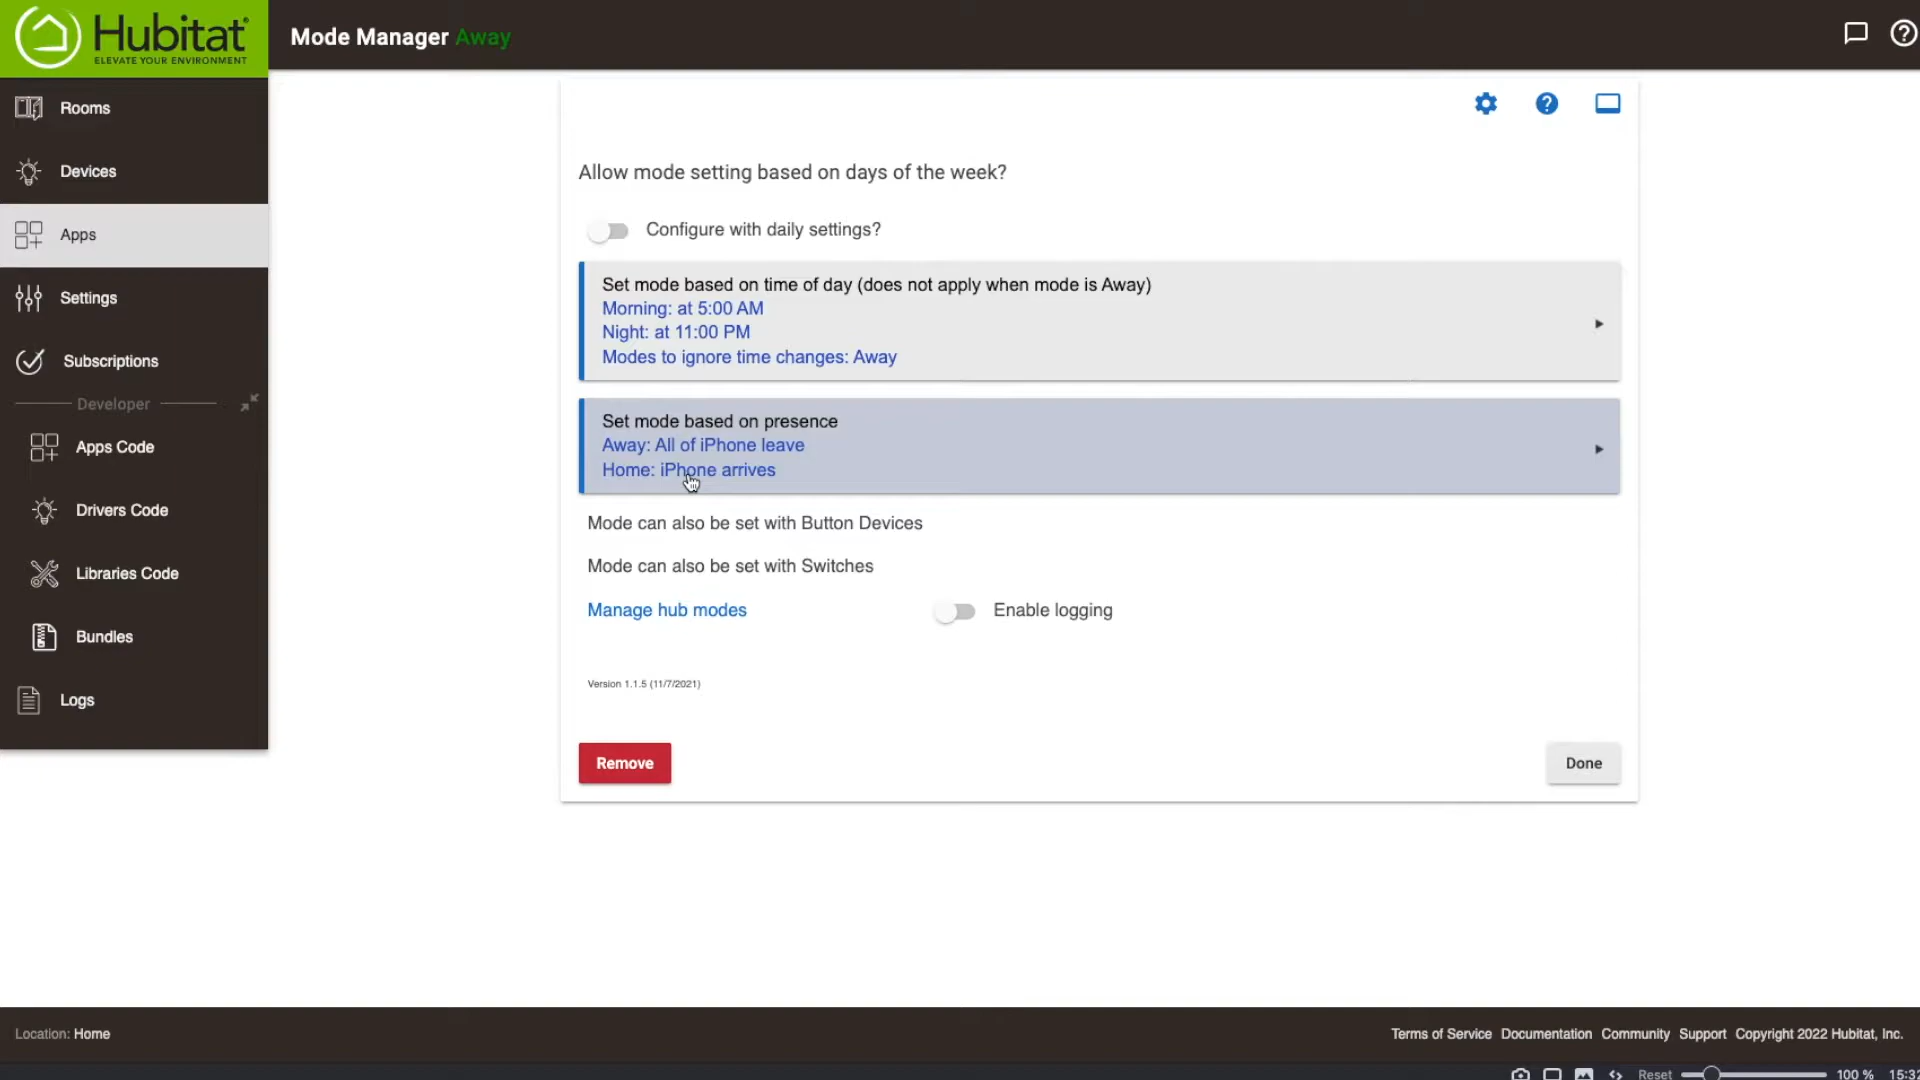 Hubitat®
ELEVATE YOUR ENVIRONMENT
Mode Manager Away
Rooms
Devices
Apps
Settings
Subscriptions
Developer
Apps Code
Drivers Code
Libraries Code
Bundles
Logs
Allow mode setting based on days of the week?
Configure with daily settings?
Set mode based on time of day (does not apply when mode is Away)
Morning: at 5:00 AM
Night: at 11:00 PM
Modes to ignore time changes: Away
Set mode based on presence
Away: All of iPhone leave
Home: iPhone arrives
Mode can also be set with Button Devices
Mode can also be set with Switches
Manage hub modes
Enable logging
Version 1.1.5 (11/7/2021)
Remove
Done
Location: Home
Terms of Service Documentation Community Support Copyright 2022 Hubitat, Inc.
Reset 100 %